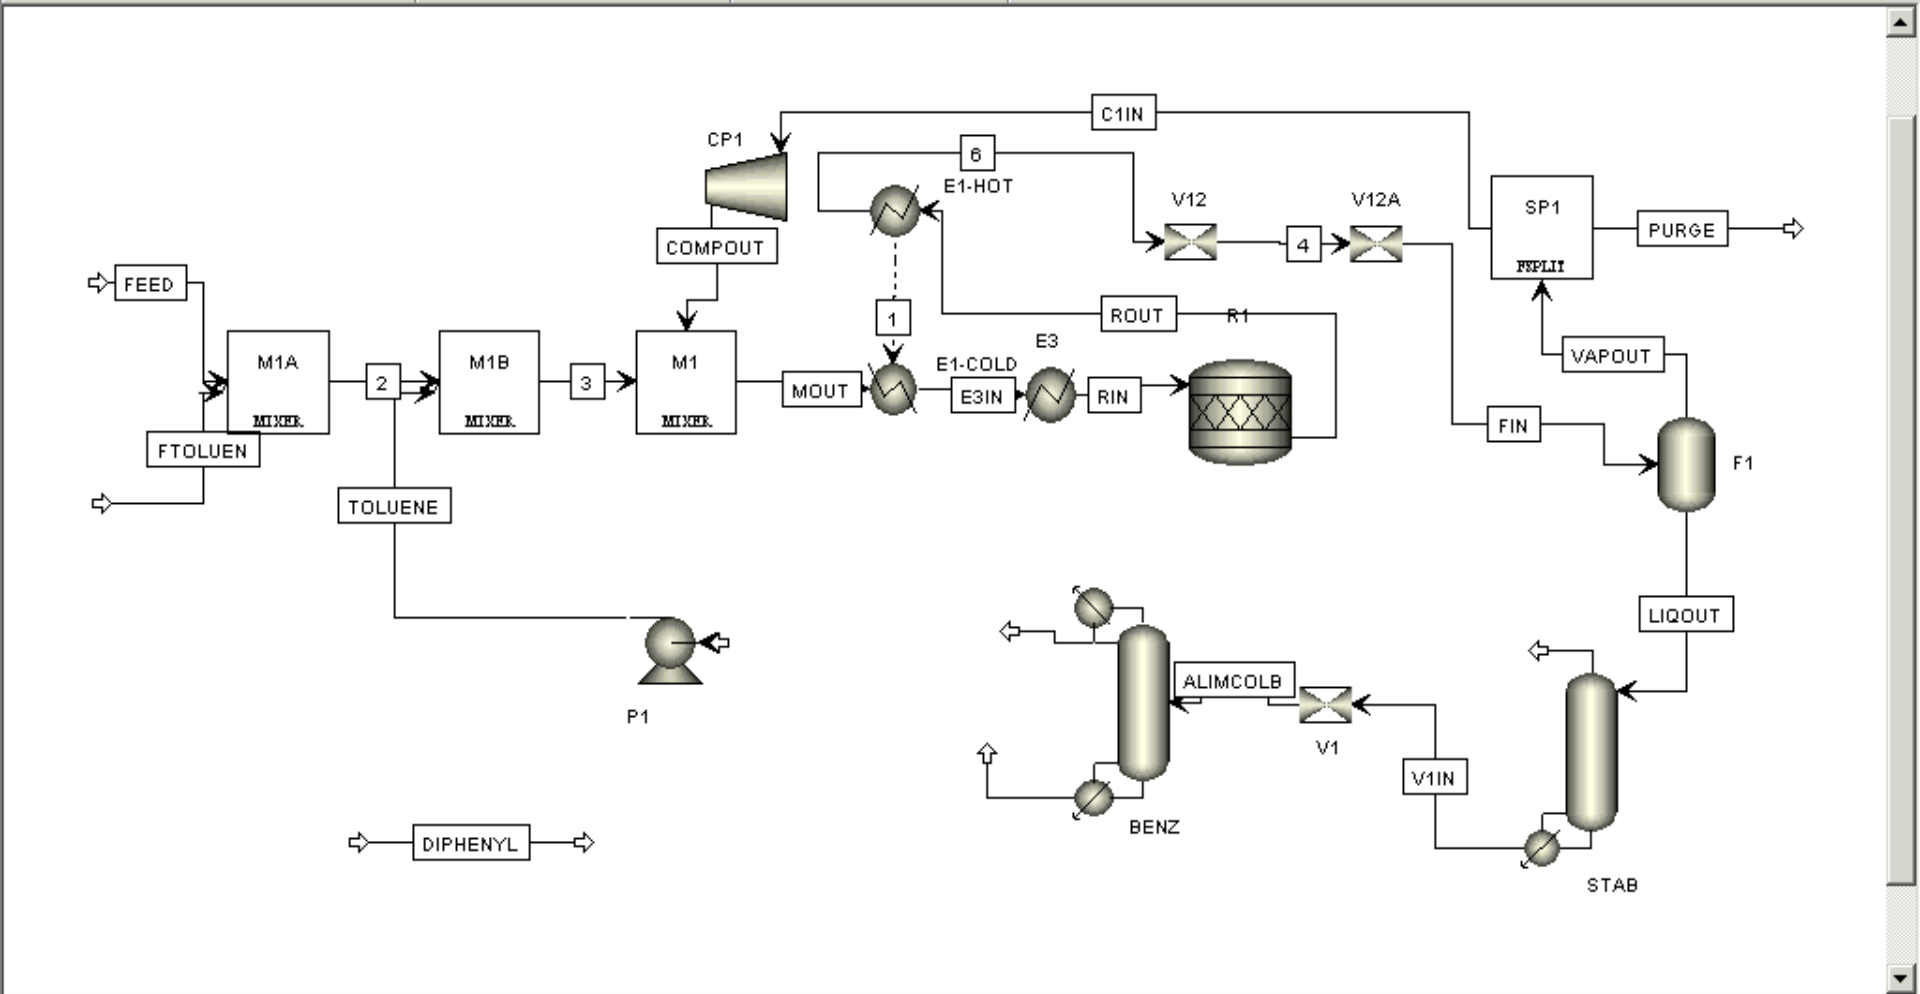 C1IN
CP1
6
E1-HOT
V12
V12A
SP1
FSPLIT
PURGE
COMPOUT
FEED
4
1
ROUT
R1
E3
VAPOUT
M1A
MIXER
2
M1B
MIXER
3
M1
MIXER
MOUT
E1-COLD
E3IN
RIN
FIN
F1
FTOLUEN
TOLUENE
LIQOUT
P1
ALIMCOLB
V1
V1IN
BENZ
DIPHENYL
STAB